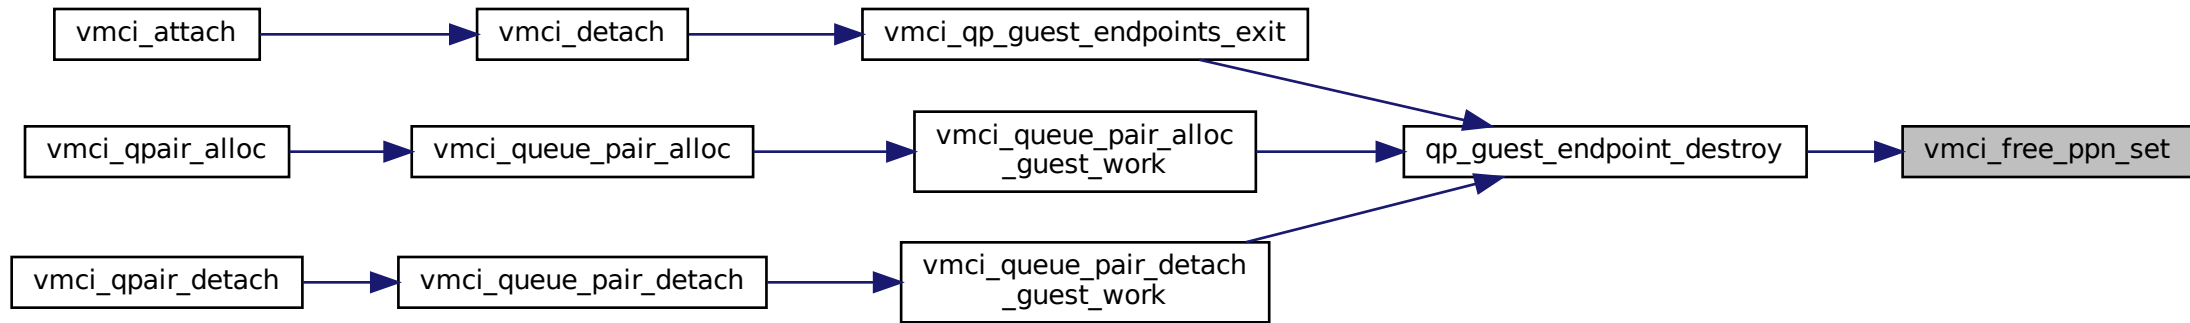 vmci_attach
vmci_detach
vmci_qp_guest_endpoints_exit
vmci_qpair_alloc
vmci_queue_pair_alloc
vmci_queue_pair_alloc
_guest_work
qp_guest_endpoint_destroy
vmci_free_ppn_set
vmci_qpair_detach
vmci_queue_pair_detach
vmci_queue_pair_detach
_guest_work